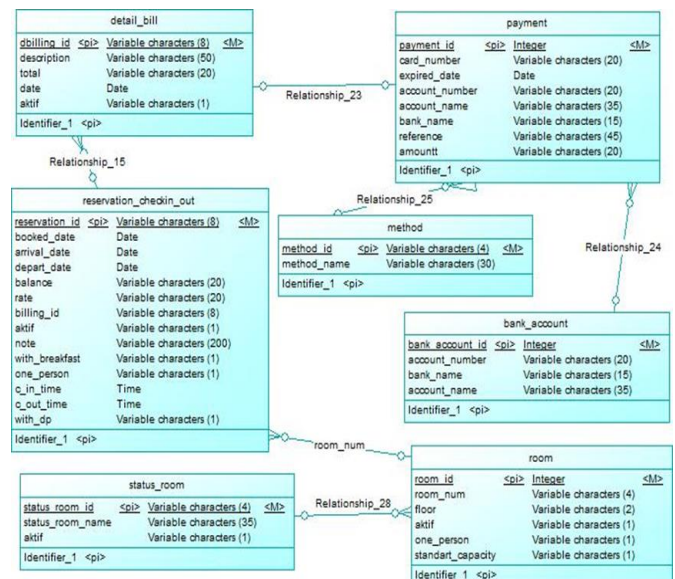 detail_bill
dbilling_id <pi> Variable characters (8) <M>
description Variable characters (50)
total Variable characters (20)
date Date
aktif Variable characters (1)
Identifier_1 <pi>
payment
payment_id <pi> Integer <M>
card_number Variable characters (20)
expired_date Date
account_number Variable characters (20)
account_name Variable characters (35)
bank_name Variable characters (15)
reference Variable characters (45)
amountt Variable characters (20)
Identifier_1 <pi>
Relationship_23
Relationship_15
reservation_checkin_out
reservation_id <pi> Variable characters (8) <M>
booked_date Date
arrival_date Date
depart_date Date
balance Variable characters (20)
rate Variable characters (20)
billing_id Variable characters (8)
aktif Variable characters (1)
note Variable characters (200)
with_breakfast Variable characters (1)
one_person Variable characters (1)
c_in_time Time
c_out_time Time
with_dp Variable characters (1)
Identifier_1 <pi>
Relationship_25
method
method_id <pi> Variable characters (4) <M>
method_name Variable characters (30)
Identifier_1 <pi>
Relationship_24
bank_account
bank_account_id <pi> Integer <M>
account_number Variable characters (20)
bank_name Variable characters (15)
account_name Variable characters (35)
Identifier_1 <pi>
room_num
status_room
status_room_id <pi> Variable characters (4) <M>
status_room_name Variable characters (35)
aktif Variable characters (1)
Identifier_1 <pi>
Relationship_28
room
room_id <pi> Integer <M>
room_num Variable characters (4)
floor Variable characters (2)
aktif Variable characters (1)
one_person Variable characters (1)
standart_capacity Variable characters (1)
Identifier_1 <pi>